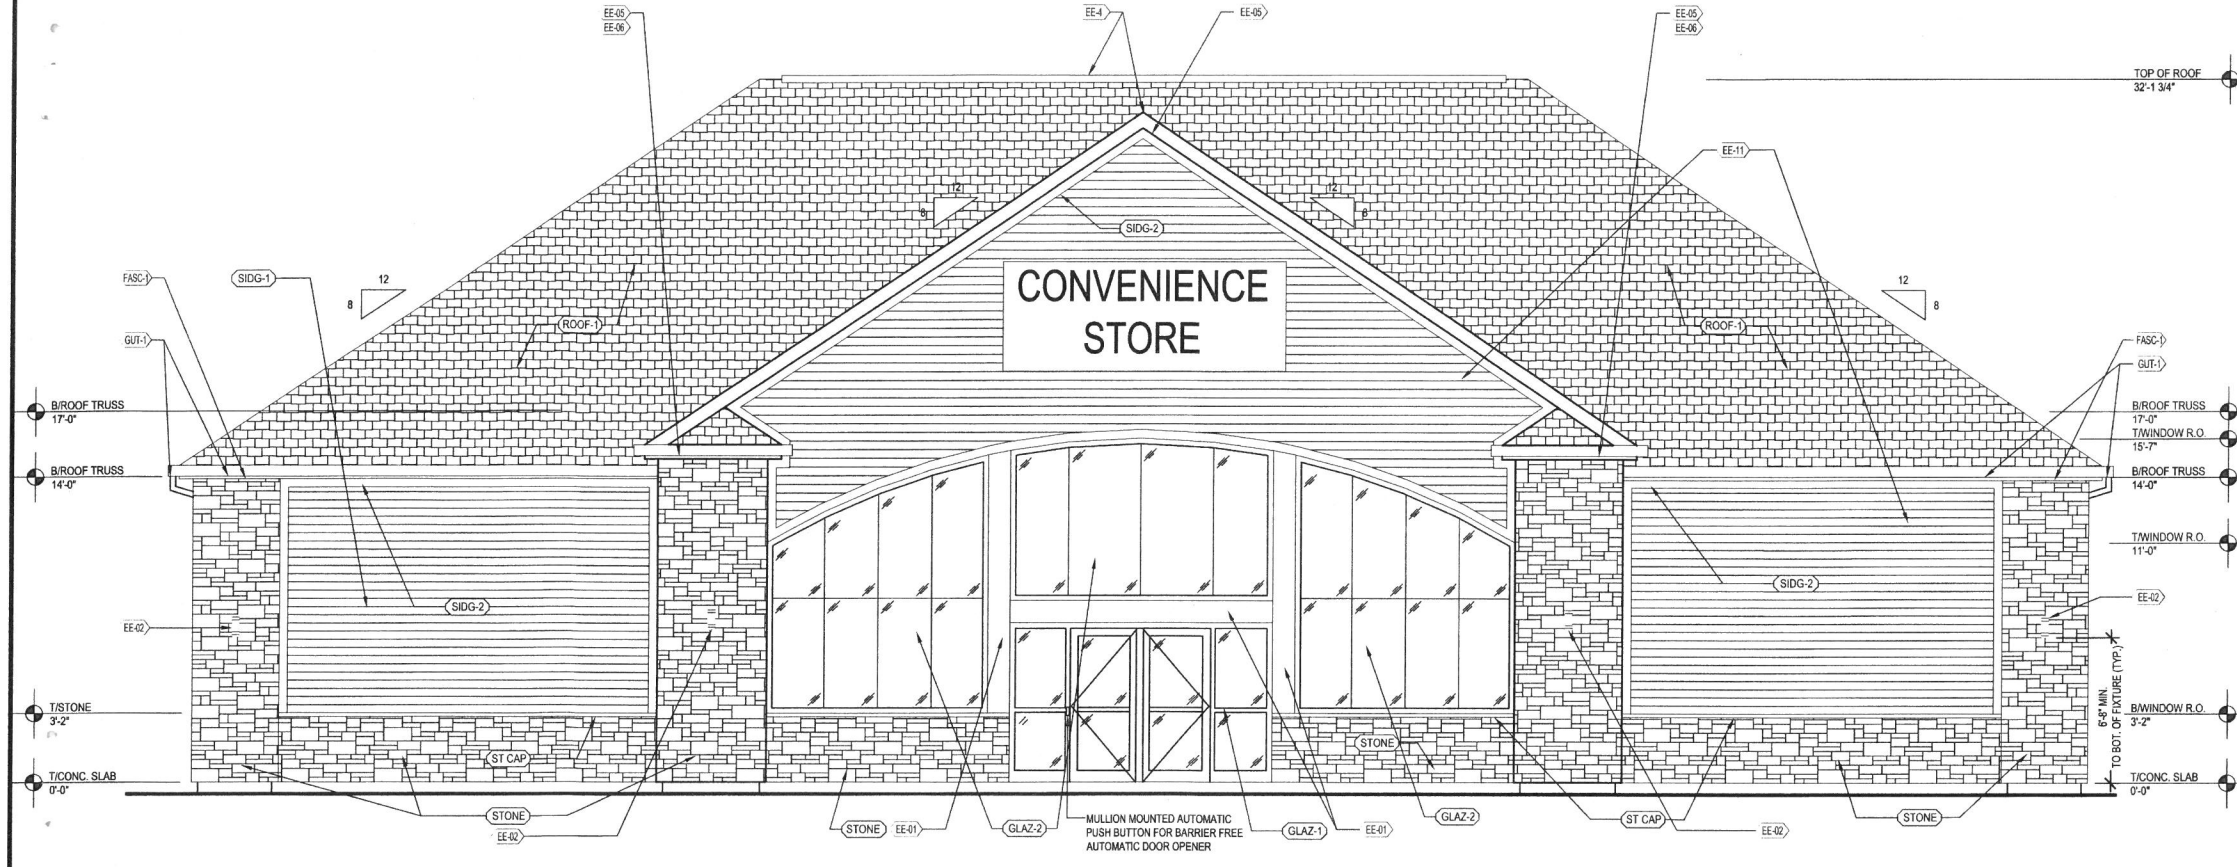 EE-05
EE-06
EE-4
EE-05
EE-05
EE-06
TOP OF ROOF
32'-1 3/4"
EE-11
12
8
12
8
SIDG-2
FASC-1
SIDG-1
12
8
12
8
CONVENIENCE
STORE
ROOF-1
ROOF-1
GUT-1
FASC-1
GUT-1
B/ROOF TRUSS
17'-0"
B/ROOF TRUSS
17'-0"
T/WINDOW R.O.
15'-7"
B/ROOF TRUSS
14'-0"
B/ROOF TRUSS
14'-0"
T/WINDOW R.O.
11'-0"
SIDG-2
SIDG-2
EE-02
EE-02
6'-8" MIN.
TO BOT. OF FIXTURE (TYP.)
T/STONE
3'-2"
B/WINDOW R.O.
3'-2"
ST CAP
STONE
T/CONC. SLAB
0'-0"
T/CONC. SLAB
0'-0"
STONE
EE-02
STONE
EE-01
GLAZ-2
MULLION MOUNTED AUTOMATIC
PUSH BUTTON FOR BARRIER FREE
AUTOMATIC DOOR OPENER
GLAZ-1
EE-01
GLAZ-2
ST CAP
EE-02
STONE